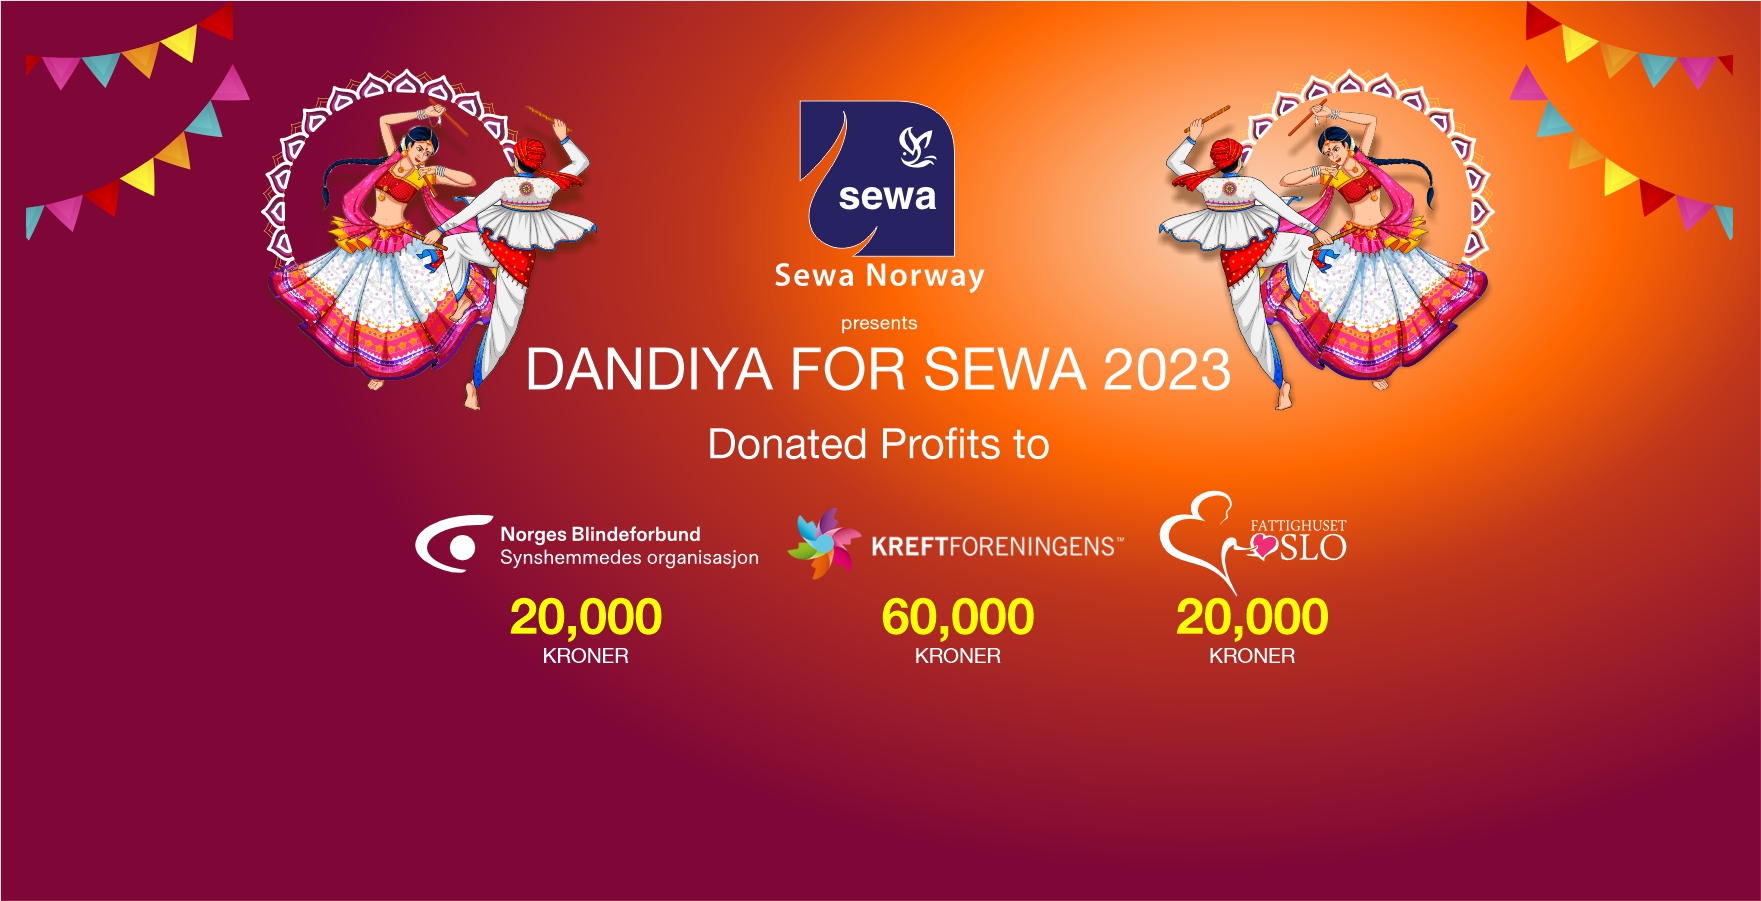 sewa
Sewa Norway
presents
DANDIYA FOR SEWA 2023
Donated Profits to
Norges Blindeforbund
Synshemmedes organisasjon
20,000
KRONER
KREFTFORENINGENS™
60,000
KRONER
FATTIGHUSET
OSLO
20,000
KRONER